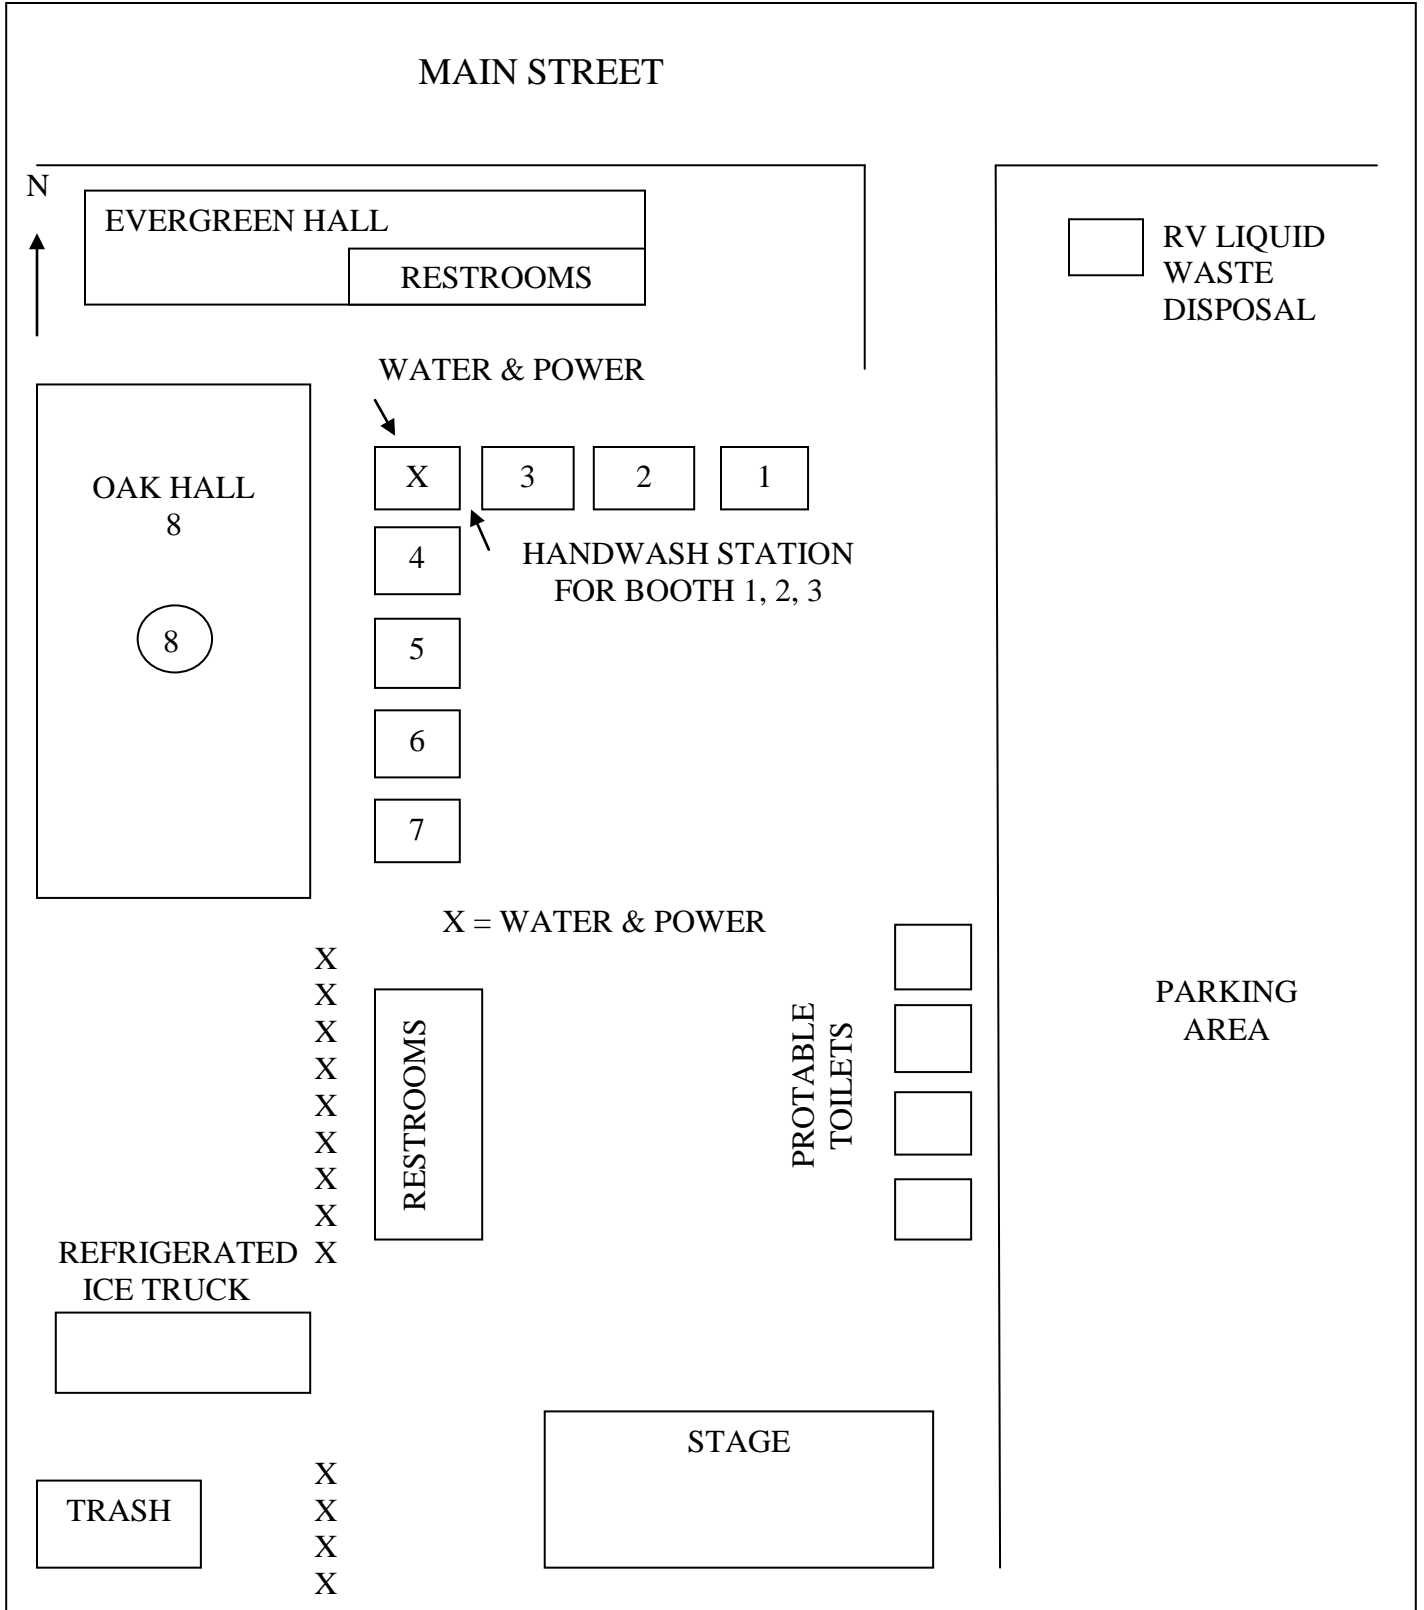 MAIN STREET
N
EVERGREEN HALL
RESTROOMS
RV LIQUID
WASTE
DISPOSAL
WATER & POWER
X
3
2
1
OAK HALL
8
4
HANDWASH STATION
FOR BOOTH 1, 2, 3
8
5
6
7
X = WATER & POWER
X
X
X
X
X
X
X
X
X
RESTROOMS
PROTABLE
TOILETS
PARKING
AREA
REFRIGERATED
ICE TRUCK
STAGE
TRASH
X
X
X
X